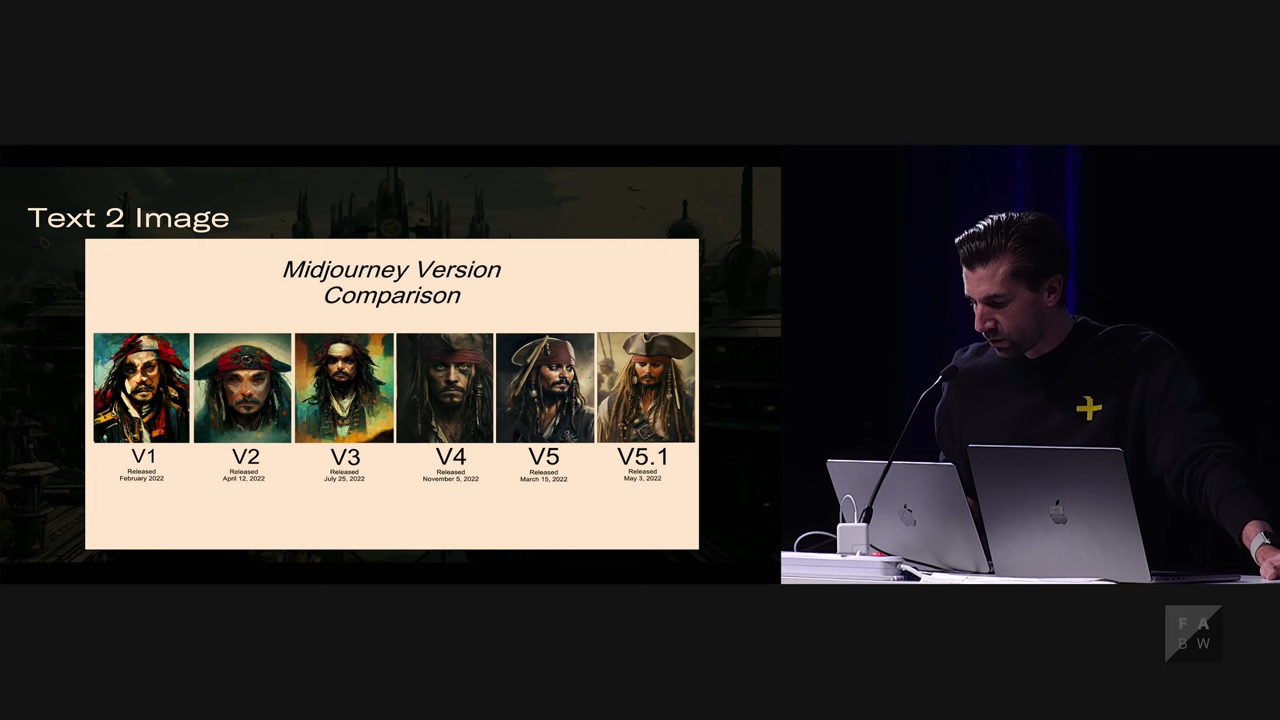 Text 2 Image
Midjourney Version
Comparison
V1
Released
February 2022
V2
Released
April 12, 2022
V3
Released
July 25, 2022
V4
Released
November 5, 2022
V5
Released
March 15, 2022
V5.1
Released
May 3, 2022
F A
B W